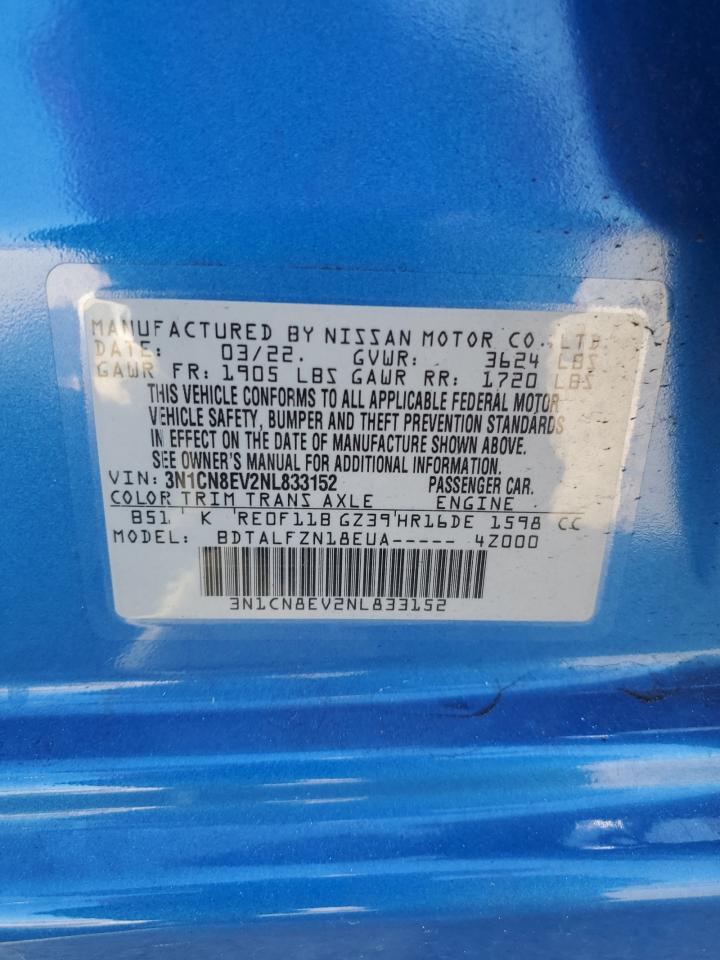 MANUFACTURED BY NISSAN MOTOR CO., LTD.
DATE: 03/22. GVWR: 3624 LBS
GAWR FR: 1905 LBS GAWR RR: 1720 LBS
THIS VEHICLE CONFORMS TO ALL APPLICABLE FEDERAL MOTOR
VEHICLE SAFETY, BUMPER AND THEFT PREVENTION STANDARDS
IN EFFECT ON THE DATE OF MANUFACTURE SHOWN ABOVE.
SEE OWNER'S MANUAL FOR ADDITIONAL INFORMATION.
VIN: 3N1CN8EV2NL833152 PASSENGER CAR.
COLOR TRIM TRANS AXLE ENGINE
B51 K RE0F11B GZ39 HR16DE 1598 CC
MODEL: BDTALFZN18EUA----- 4Z000
3N1CN8EV2NL833152